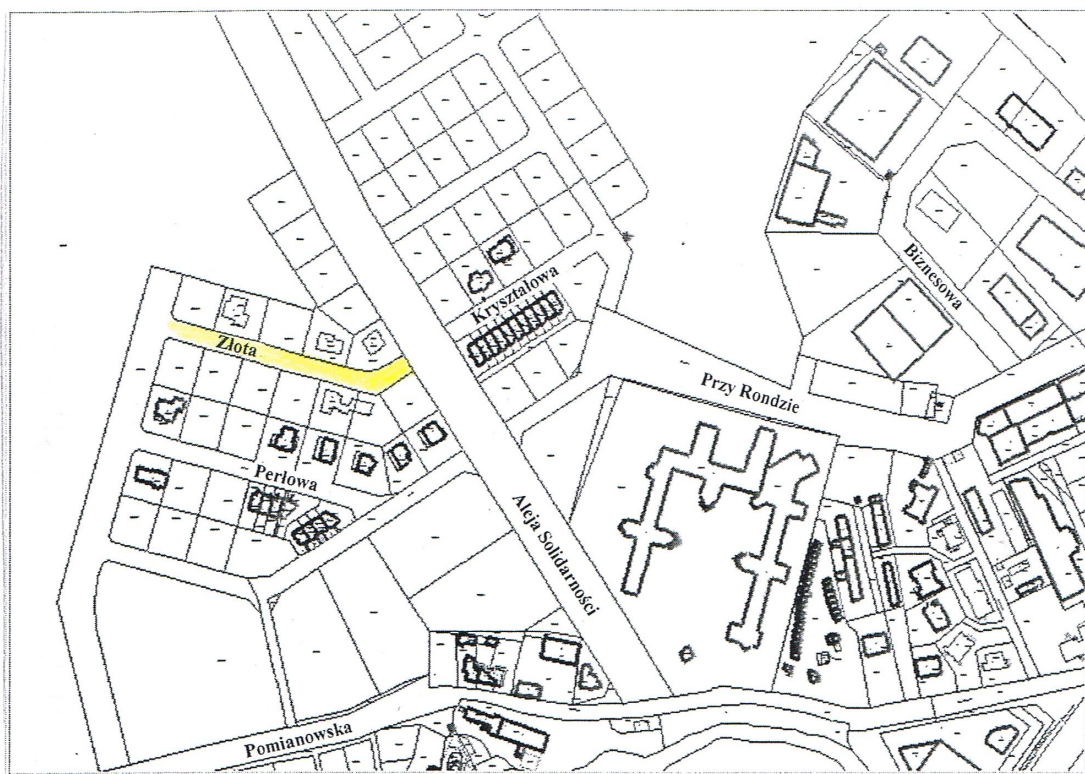 Kryształowa
Biznesowa
Złota
Przy Rondzie
Perłowa
Aleja Solidarności
Pomianowska